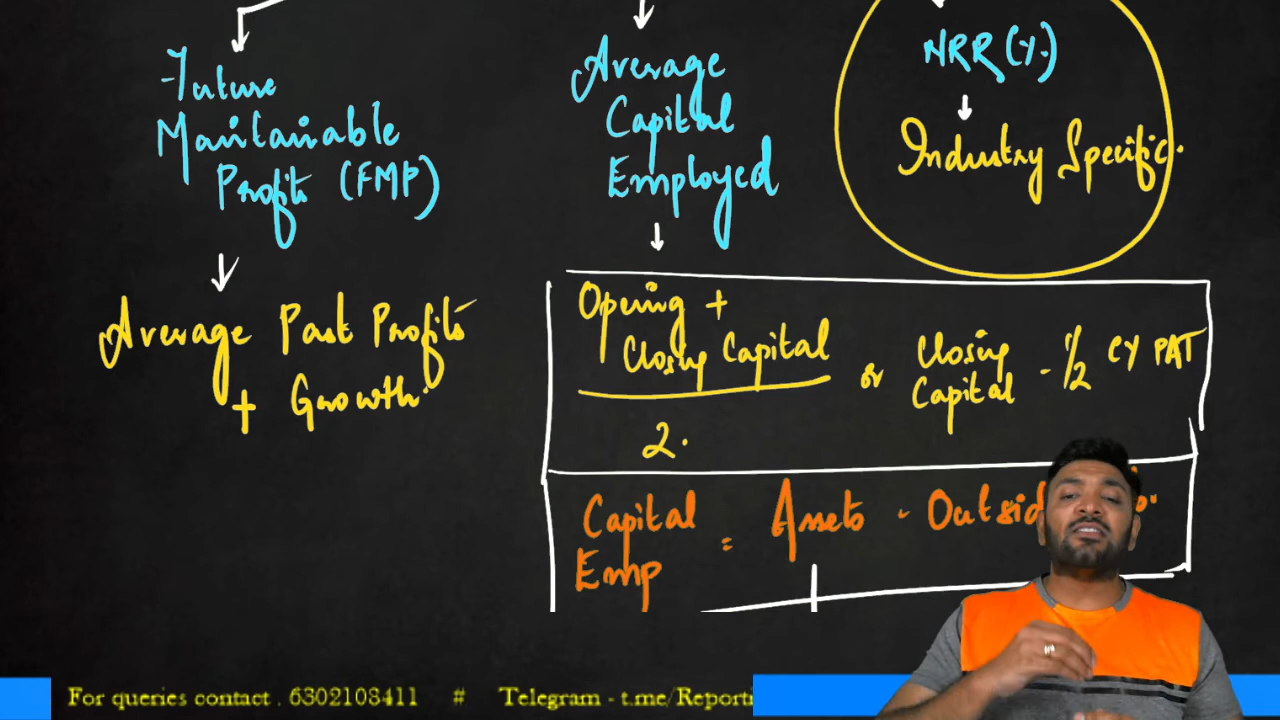 Future
Maintainable
Profit (FMP)
Average Past Profits
+ Growth.
Average
Capital
Employed
Opening +
Closing Capital
2.
or Closing
Capital - 1/2 CY PAT
Capital
Emp = Assets -
NRR (%)
Industry Specific.
For queries contact . 6302108411 # Telegram - t.me/Reporti